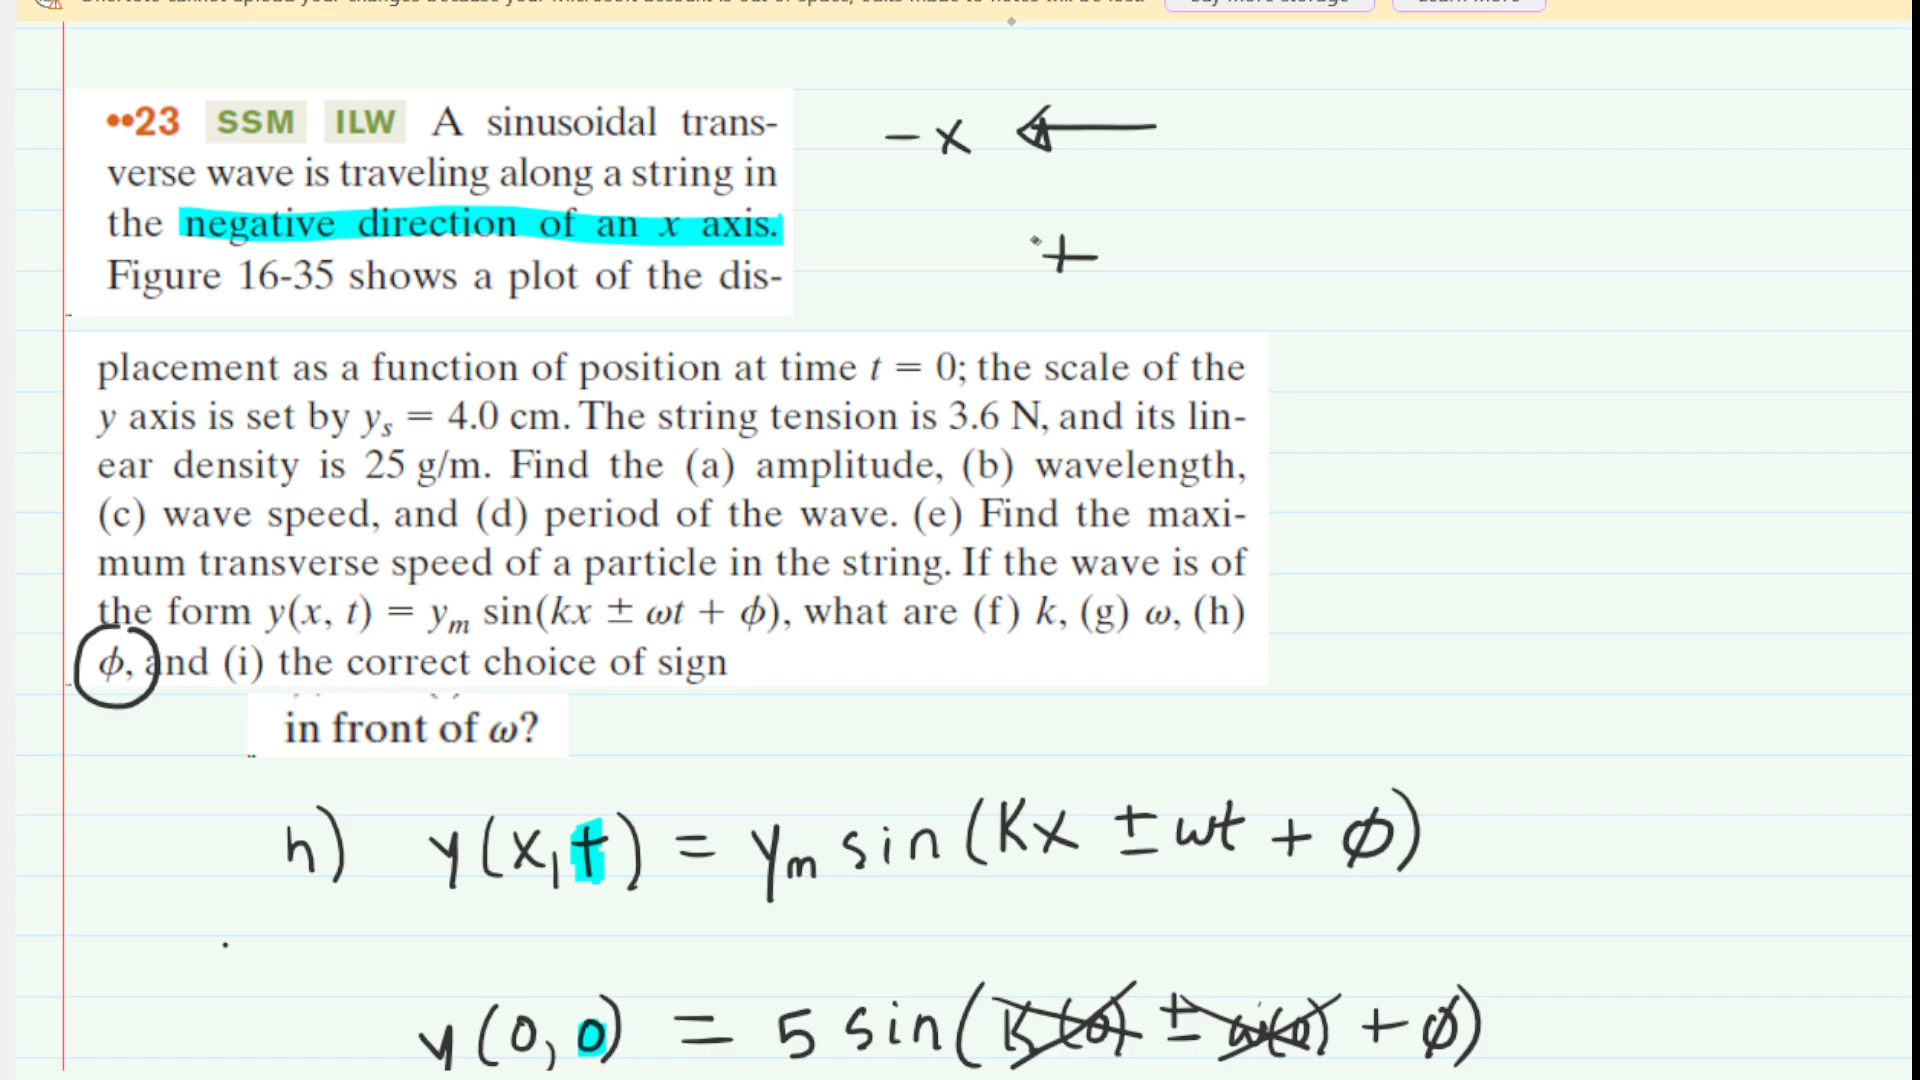 ••23 SSM ILW A sinusoidal trans-
verse wave is traveling along a string in
the negative direction of an x axis.
Figure 16-35 shows a plot of the dis-
- x
+
placement as a function of position at time t = 0; the scale of the
y axis is set by yₛ = 4.0 cm. The string tension is 3.6 N, and its lin-
ear density is 25 g/m. Find the (a) amplitude, (b) wavelength,
(c) wave speed, and (d) period of the wave. (e) Find the maxi-
mum transverse speed of a particle in the string. If the wave is of
the form y(x, t) = yₘ sin(kx ± ωt + ϕ), what are (f) k, (g) ω, (h)
ϕ, and (i) the correct choice of sign
in front of ω?
h) y(x,t) = yₘ sin(Kx ± wt + ϕ)
y(0,0) = 5 sin(K(0) ± w(0) + ϕ)